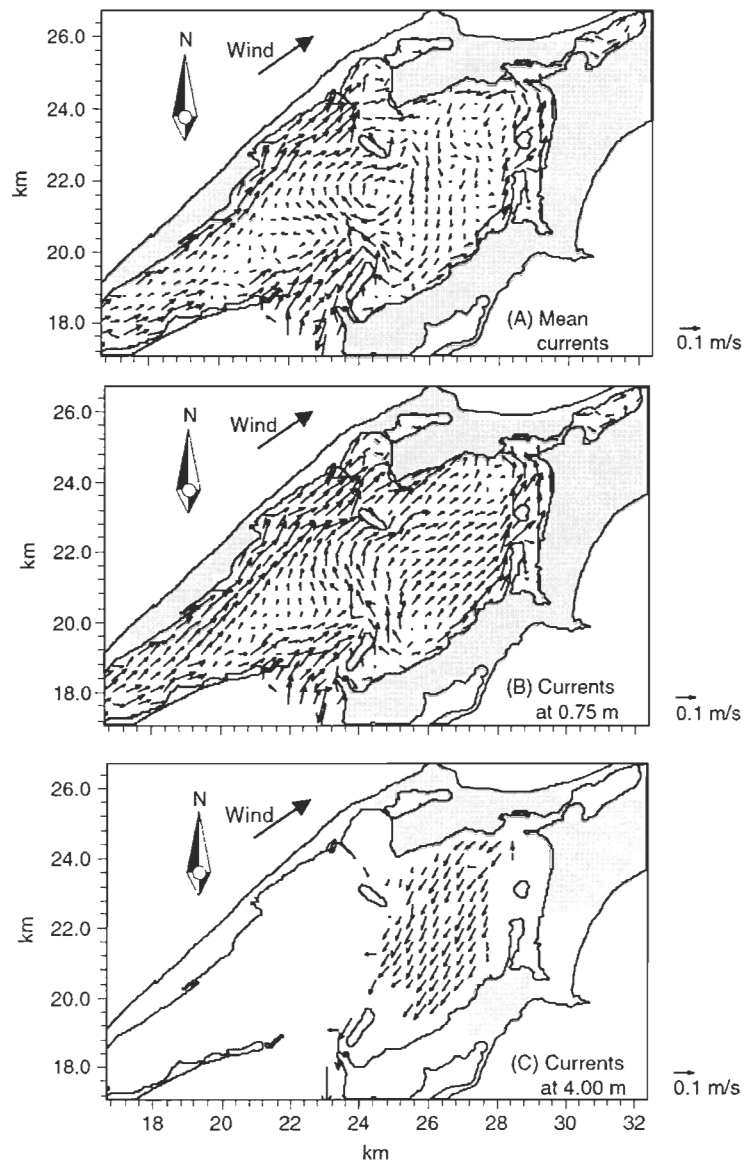 26.0
24.0
22.0
20.0
18.0
km
N
Wind
(A) Mean
currents
0.1 m/s
26.0
24.0
22.0
20.0
18.0
km
N
Wind
(B) Currents
at 0.75 m
0.1 m/s
26.0
24.0
22.0
20.0
18.0
km
N
Wind
(C) Currents
at 4.00 m
0.1 m/s
18 20 22 24 26 28 30 32
km